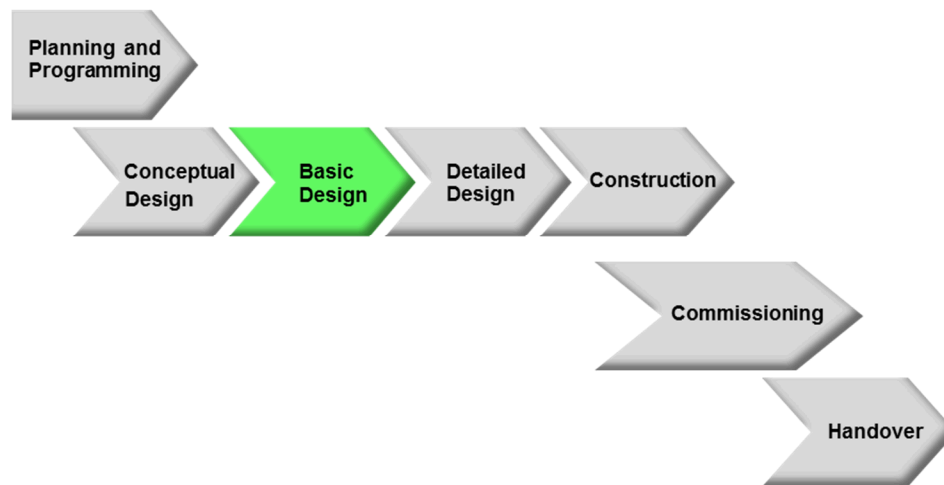 Planning and
Programming
Conceptual
Design
Basic
Design
Detailed
Design
Construction
Commissioning
Handover